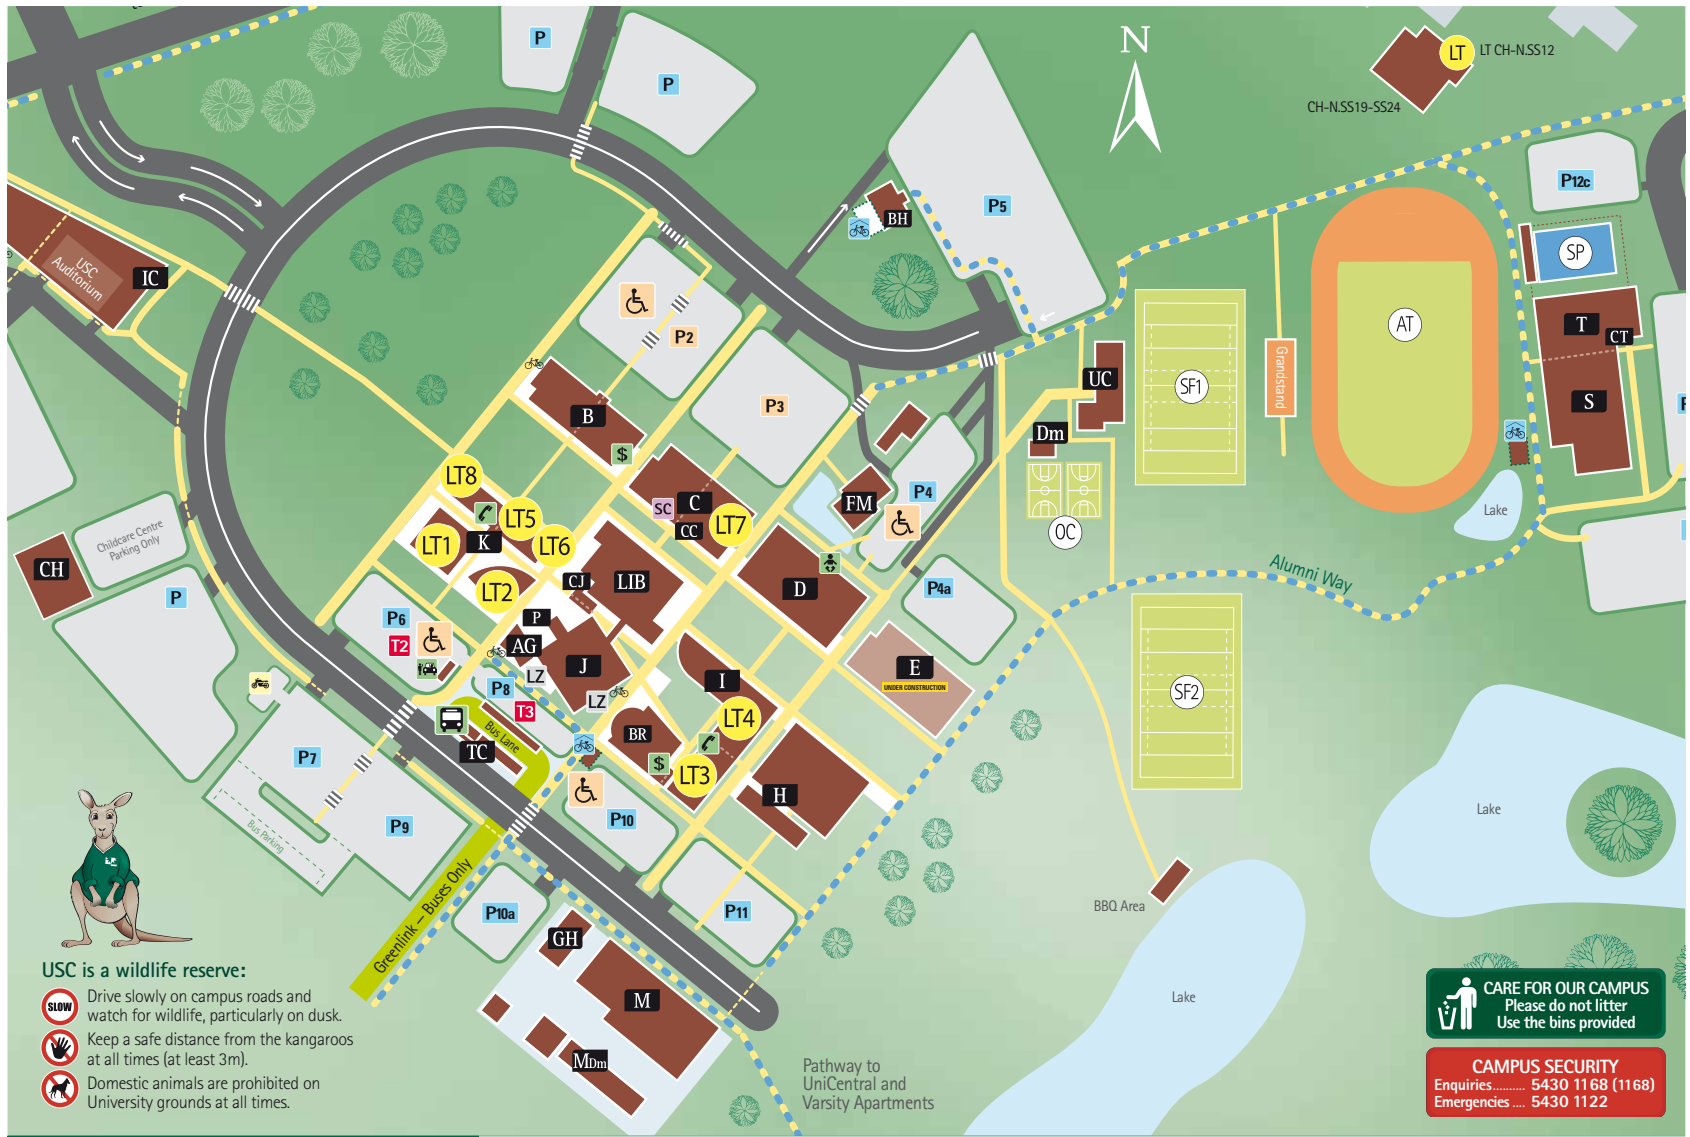 P
P
N
LT
LT CH-N.SS12
CH-N.SS19-SS24
P5
BH
P12c
SP
USC
Auditorium
IC
P2
T
CT
AT
SF1
Grandstand
UC
S
P3
B
$
Dm
LT8
SC
C
CC
LT7
FM
P4
LT5
LT1
K
LT6
OC
Lake
Childcare Centre
Parking Only
CH
CJ
LIB
D
P4a
Alumni Way
LT2
P
P6
T2
P
AG
J
LZ
LZ
I
E
UNDER CONSTRUCTION
P8
T3
SF2
LT4
BR
Bus Lane
TC
P7
$
LT3
H
Lake
Bus Parking
P9
P10
Greenlink – Buses Only
P10a
P11
BBQ Area
GH
M
MDm
Lake
USC is a wildlife reserve:
SLOW
Drive slowly on campus roads and
watch for wildlife, particularly on dusk.
Keep a safe distance from the kangaroos
at all times (at least 3m).
Domestic animals are prohibited on
University grounds at all times.
Pathway to
UniCentral and
Varsity Apartments
CARE FOR OUR CAMPUS
Please do not litter
Use the bins provided
CAMPUS SECURITY
Enquiries.......... 5430 1168 (1168)
Emergencies .... 5430 1122